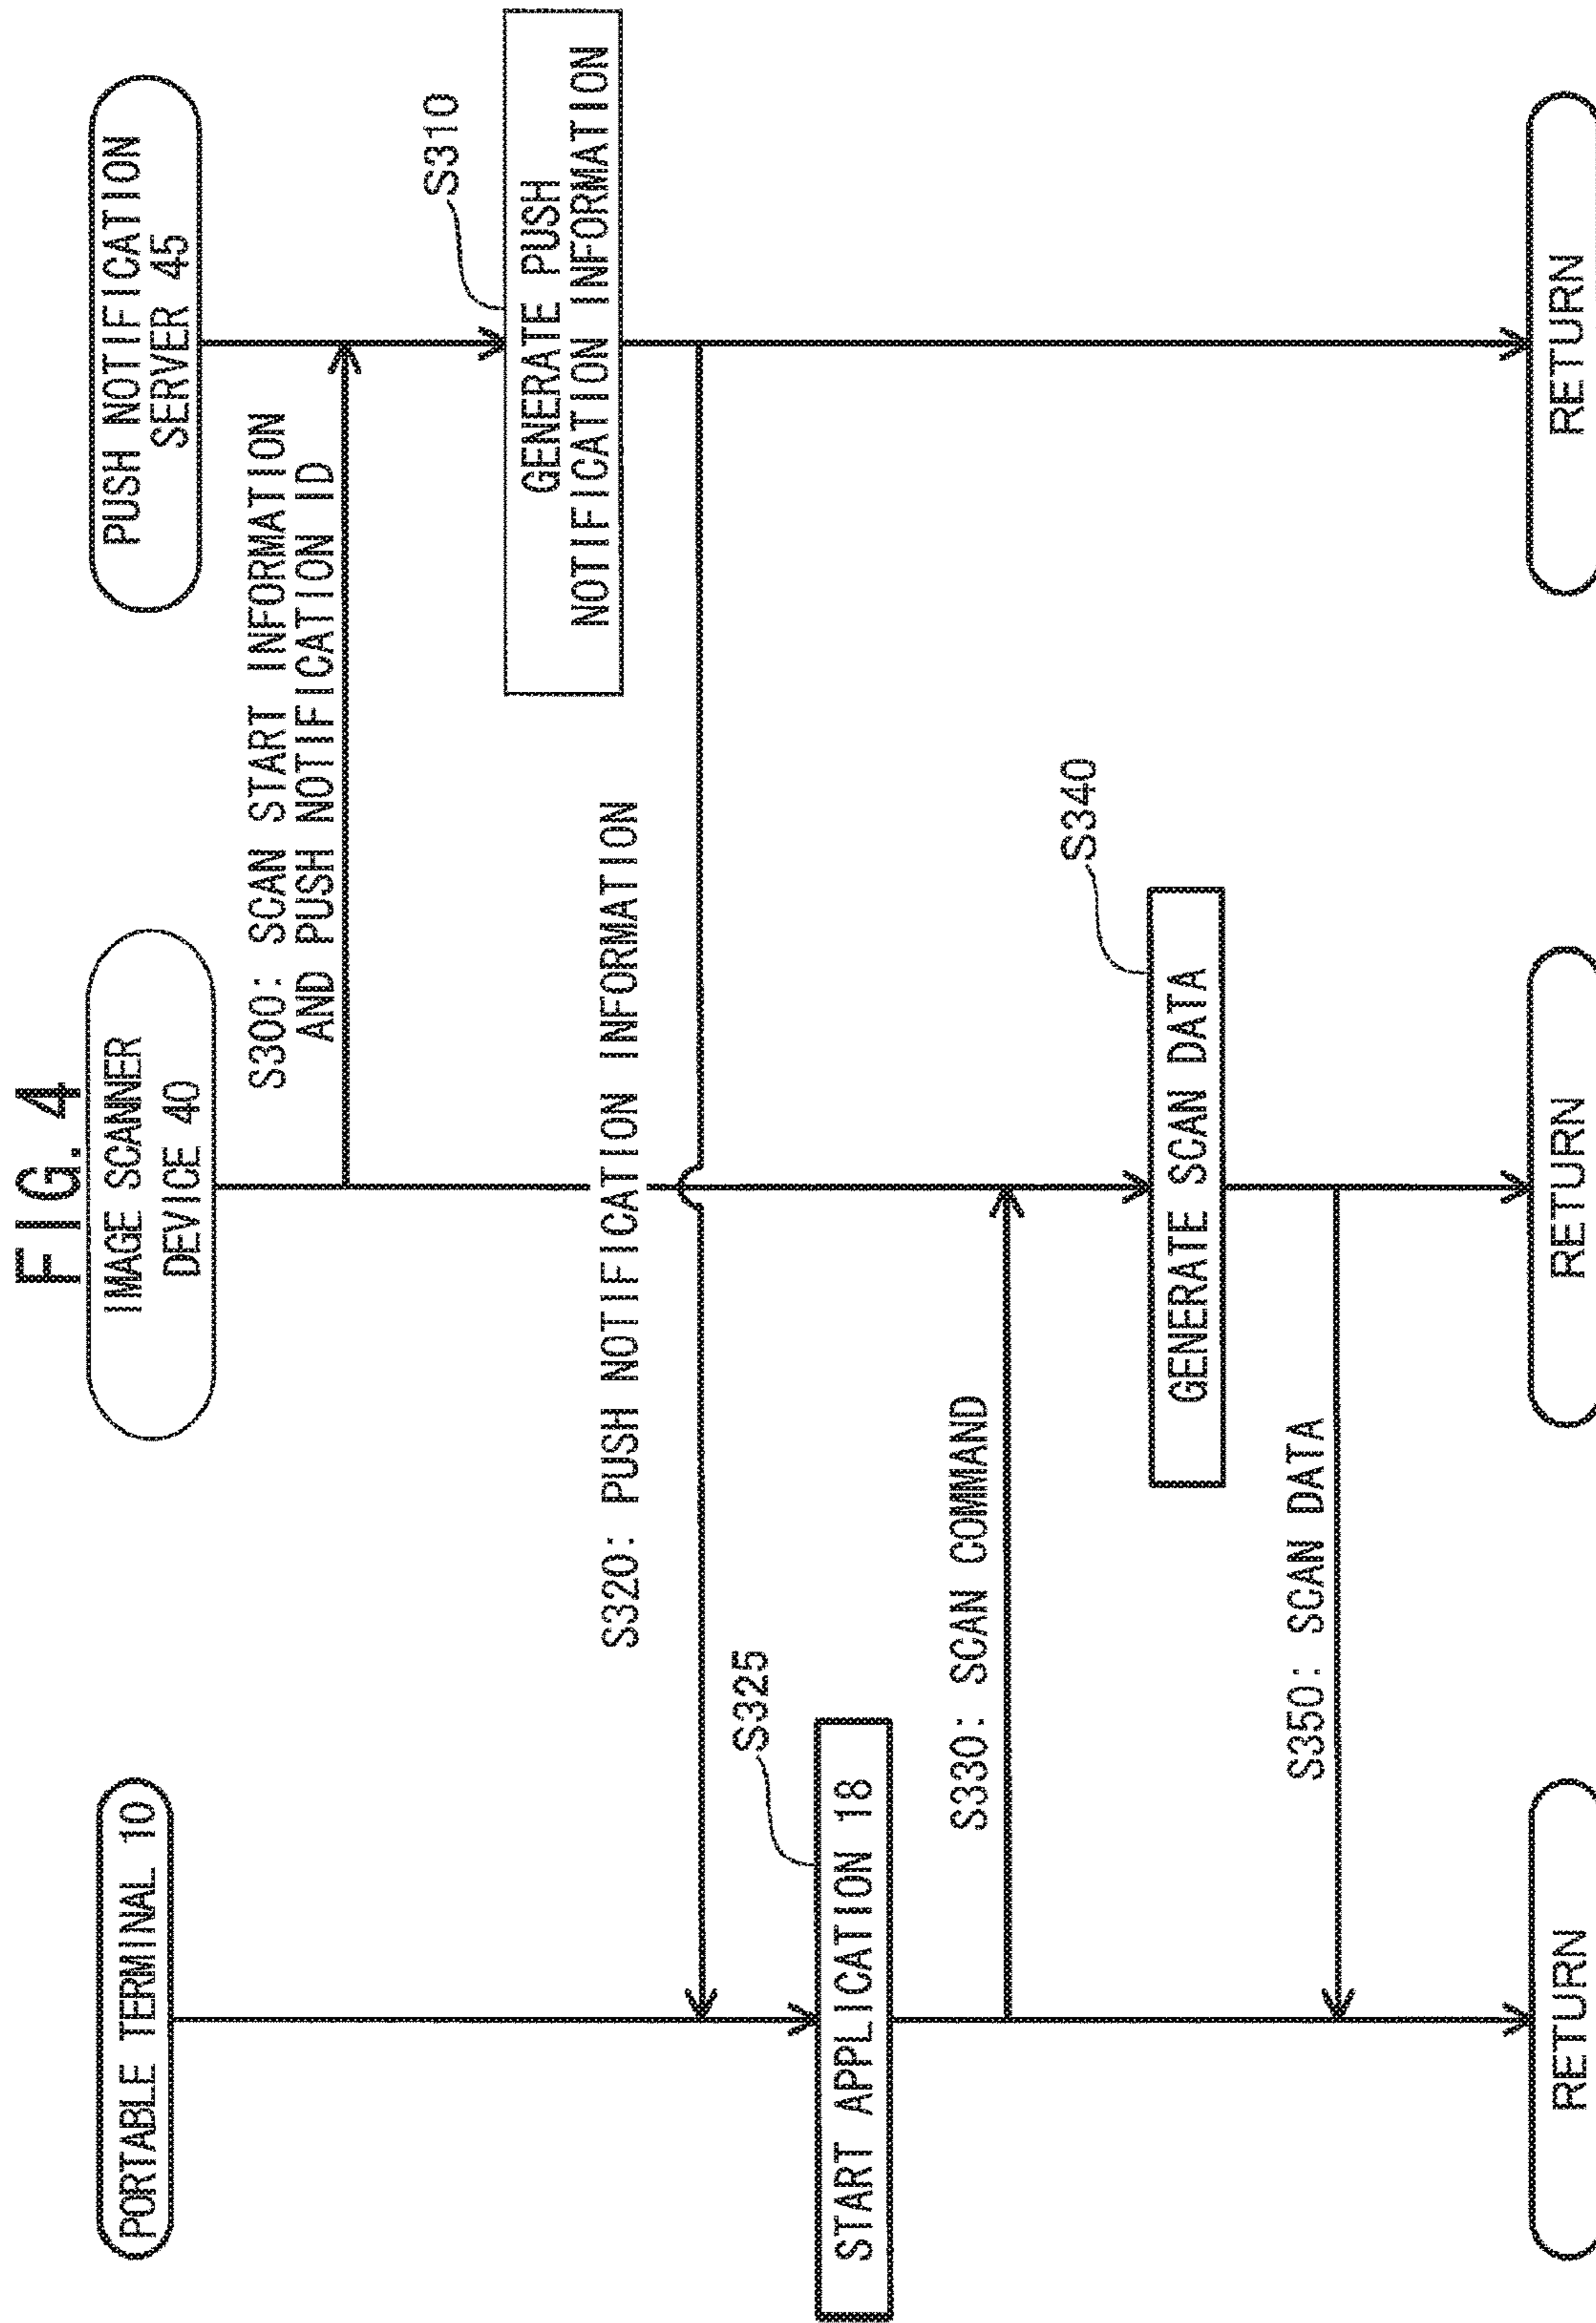 FIG. 4
PORTABLE TERMINAL 10
IMAGE SCANNER
DEVICE 40
PUSH NOTIFICATION
SERVER 45
S300: SCAN START INFORMATION
AND PUSH NOTIFICATION ID
S310
GENERATE PUSH
NOTIFICATION INFORMATION
S320: PUSH NOTIFICATION INFORMATION
S325
START APPLICATION 18
S330: SCAN COMMAND
S340
GENERATE SCAN DATA
S350: SCAN DATA
RETURN
RETURN
RETURN